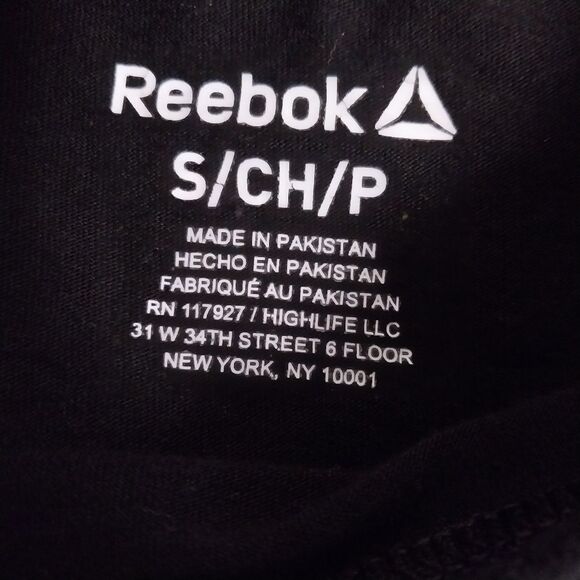 Reebok
S/CH/P
MADE IN PAKISTAN
HECHO EN PAKISTAN
FABRIQUÉ AU PAKISTAN
RN 117927 / HIGHLIFE LLC
31 W 34TH STREET 6 FLOOR
NEW YORK, NY 10001